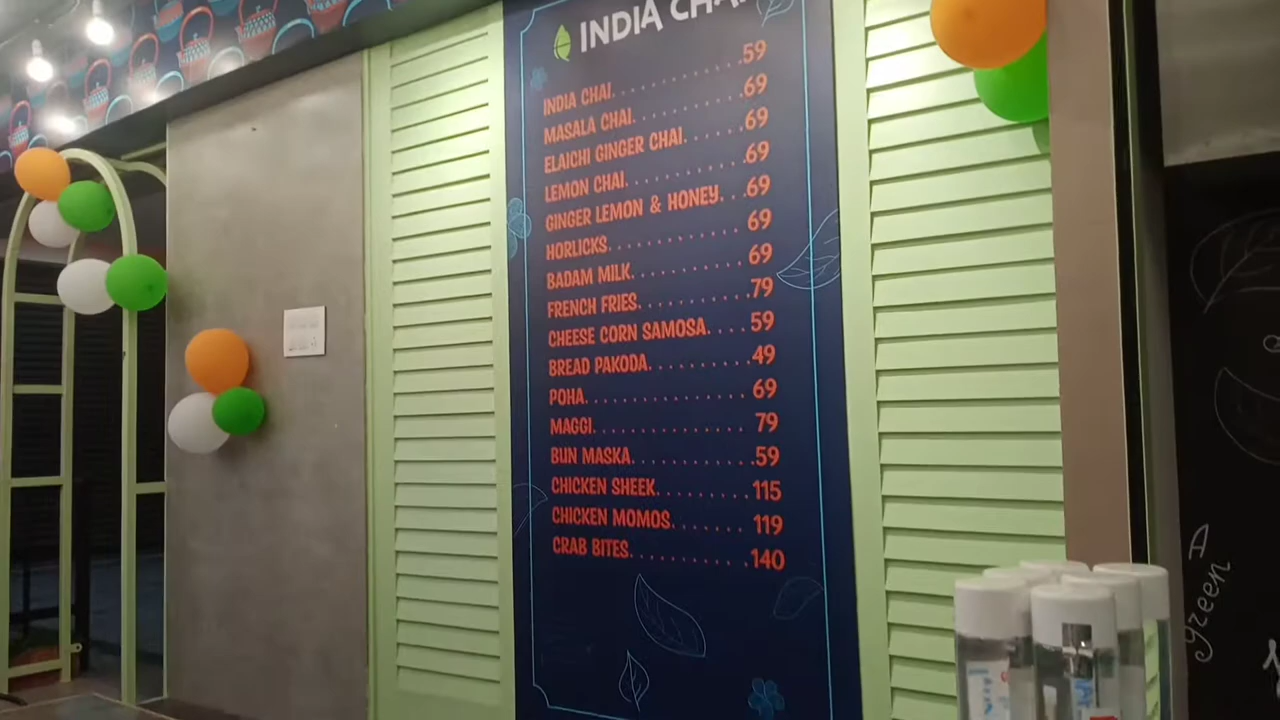 INDIA CHA
INDIA CHAI. . . . . . . . . . . .59
MASALA CHAI. . . . . . . . . .69
ELAICHI GINGER CHAI. . . . . .69
LEMON CHAI. . . . . . . . . . . .69
GINGER LEMON & HONEY. . .69
HORLICKS. . . . . . . . . . . . . 69
BADAM MILK. . . . . . . . . . .69
FRENCH FRIES. . . . . . . . . .79
CHEESE CORN SAMOSA. . . . 59
BREAD PAKODA. . . . . . . . .49
POHA. . . . . . . . . . . . . . . 69
MAGGI. . . . . . . . . . . . . . 79
BUN MASKA. . . . . . . . . . .59
CHICKEN SHEEK. . . . . . . . .115
CHICKEN MOMOS. . . . . . . 119
CRAB BITES. . . . . . . . . . .140
green